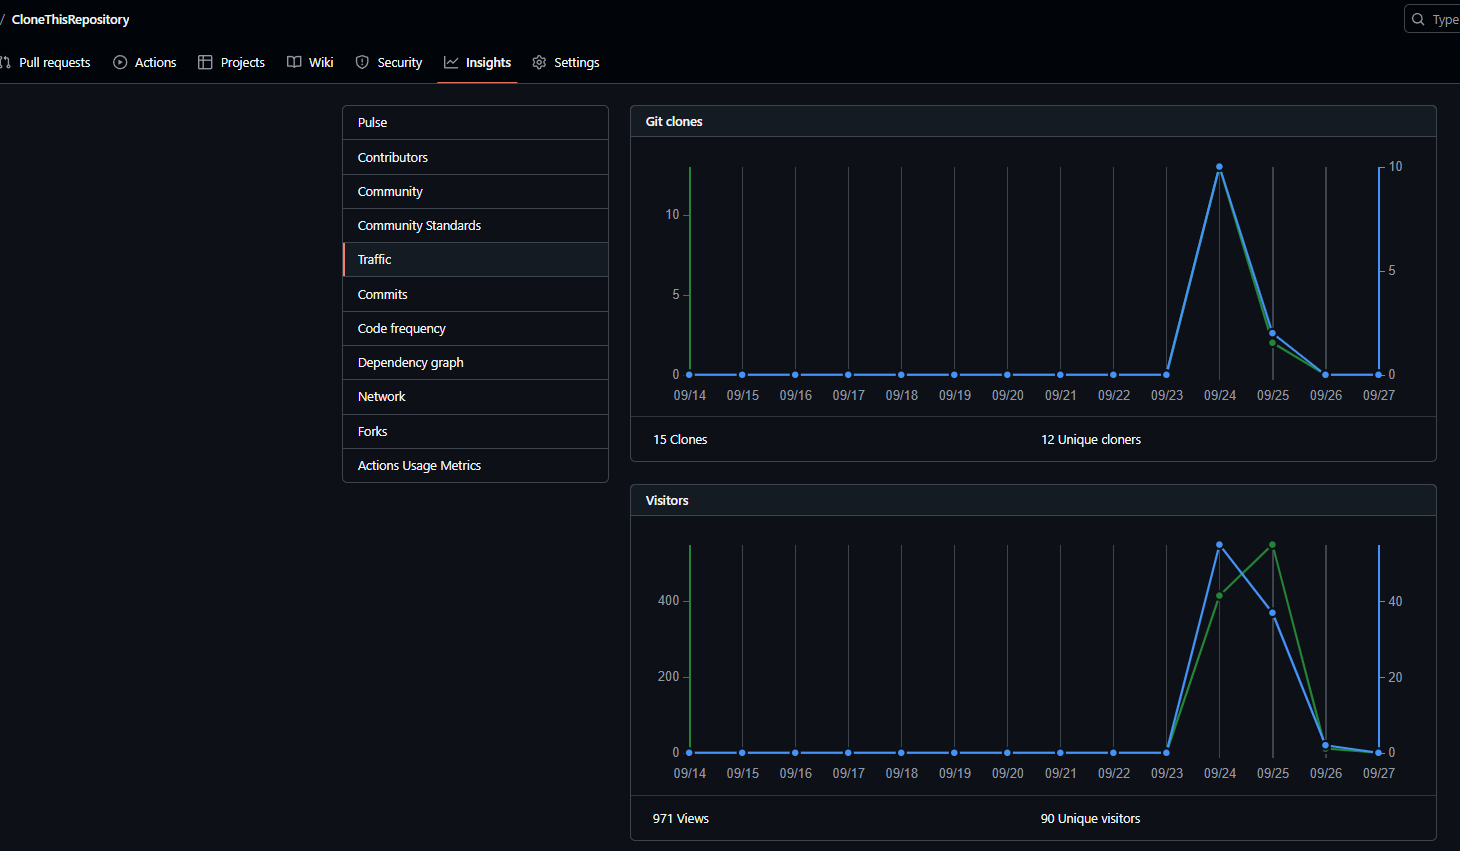 / CloneThisRepository
Type
Pull requests Actions Projects Wiki Security Insights Settings
Pulse
Contributors
Community
Community Standards
Traffic
Commits
Code frequency
Dependency graph
Network
Forks
Actions Usage Metrics
Git clones
10
5
0
10
5
0
09/14 09/15 09/16 09/17 09/18 09/19 09/20 09/21 09/22 09/23 09/24 09/25 09/26 09/27
15 Clones 12 Unique cloners
Visitors
400
200
0
40
20
0
09/14 09/15 09/16 09/17 09/18 09/19 09/20 09/21 09/22 09/23 09/24 09/25 09/26 09/27
971 Views 90 Unique visitors